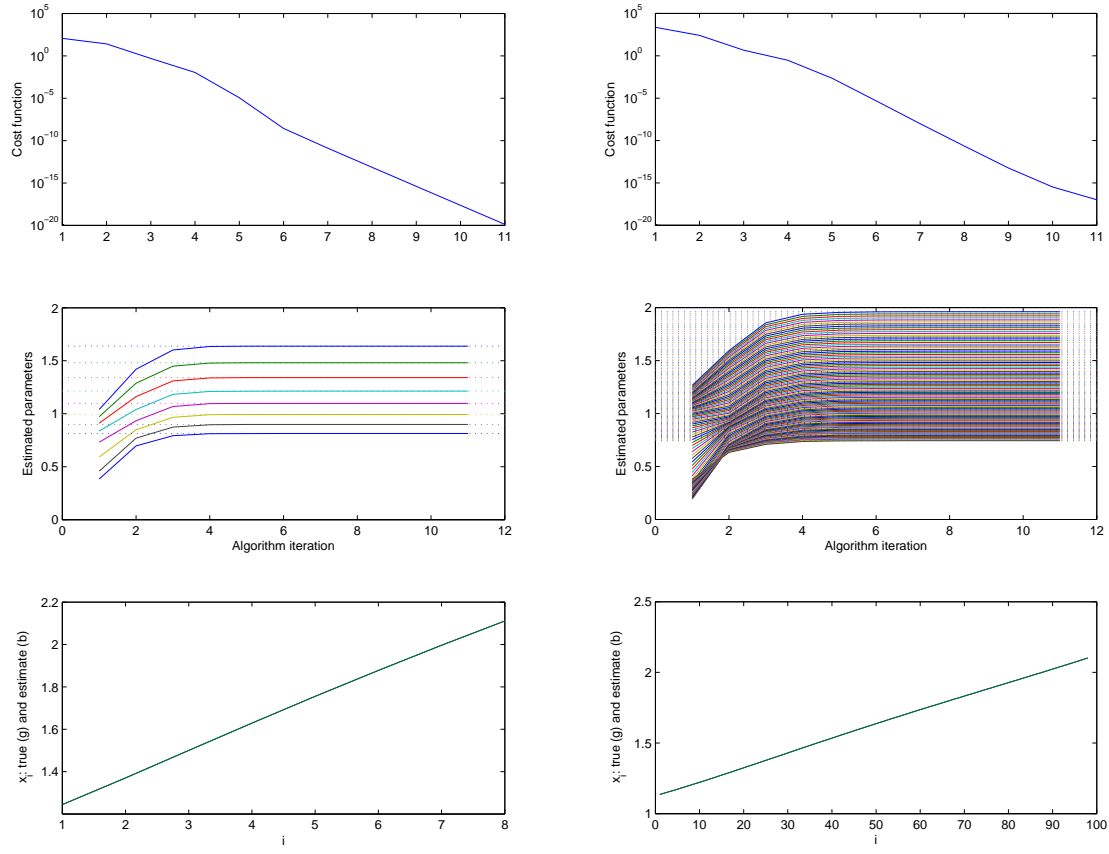 10^5
10^0
10^-5
10^-10
10^-15
10^-20
Cost function
1 2 3 4 5 6 7 8 9 10 11
10^5
10^0
10^-5
10^-10
10^-15
10^-20
Cost function
1 2 3 4 5 6 7 8 9 10 11
2
1.5
1
0.5
0
Estimated parameters
0 2 4 6 8 10 12
Algorithm iteration
2
1.5
1
0.5
0
Estimated parameters
0 2 4 6 8 10 12
Algorithm iteration
2.2
2
1.8
1.6
1.4
x_i: true (g) and estimate (b)
1 2 3 4 5 6 7 8
i
2.5
2
1.5
1
x_i: true (g) and estimate (b)
0 10 20 30 40 50 60 70 80 90 100
i